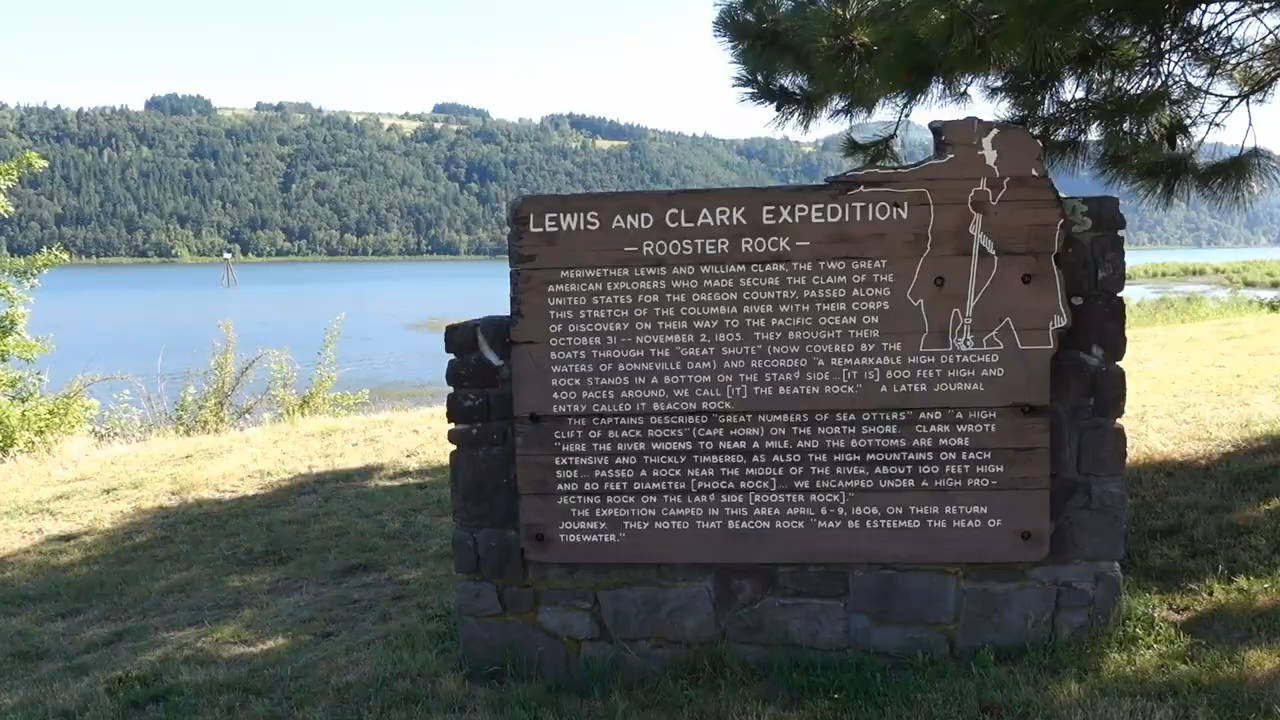 LEWIS AND CLARK EXPEDITION
—ROOSTER ROCK—
MERIWETHER LEWIS AND WILLIAM CLARK, THE TWO GREAT
AMERICAN EXPLORERS WHO MADE SECURE THE CLAIM OF THE
UNITED STATES FOR THE OREGON COUNTRY, PASSED ALONG
THIS STRETCH OF THE COLUMBIA RIVER WITH THEIR CORPS
OF DISCOVERY ON THEIR WAY TO THE PACIFIC OCEAN ON
OCTOBER 31 -- NOVEMBER 2, 1805. THEY BROUGHT THEIR
BOATS THROUGH THE "GREAT SHUTE" (NOW COVERED BY THE
WATERS OF BONNEVILLE DAM) AND RECORDED "A REMARKABLE HIGH DETACHED
ROCK STANDS IN A BOTTOM ON THE STARᵈ SIDE...[IT IS] 800 FEET HIGH AND
400 PACES AROUND, WE CALL [IT] THE BEATEN ROCK." A LATER JOURNAL
ENTRY CALLED IT BEACON ROCK.
THE CAPTAINS DESCRIBED "GREAT NUMBERS OF SEA OTTERS" AND "A HIGH
CLIFT OF BLACK ROCKS" (CAPE HORN) ON THE NORTH SHORE. CLARK WROTE
"HERE THE RIVER WIDENS TO NEAR A MILE, AND THE BOTTOMS ARE MORE
EXTENSIVE AND THICKLY TIMBERED, AS ALSO THE HIGH MOUNTAINS ON EACH
SIDE... PASSED A ROCK NEAR THE MIDDLE OF THE RIVER, ABOUT 100 FEET HIGH
AND 80 FEET DIAMETER [PHOCA ROCK]... WE ENCAMPED UNDER A HIGH PRO-
JECTING ROCK ON THE LARᵈ SIDE [ROOSTER ROCK]."
THE EXPEDITION CAMPED IN THIS AREA APRIL 6-9, 1806, ON THEIR RETURN
JOURNEY. THEY NOTED THAT BEACON ROCK "MAY BE ESTEEMED THE HEAD OF
TIDEWATER."